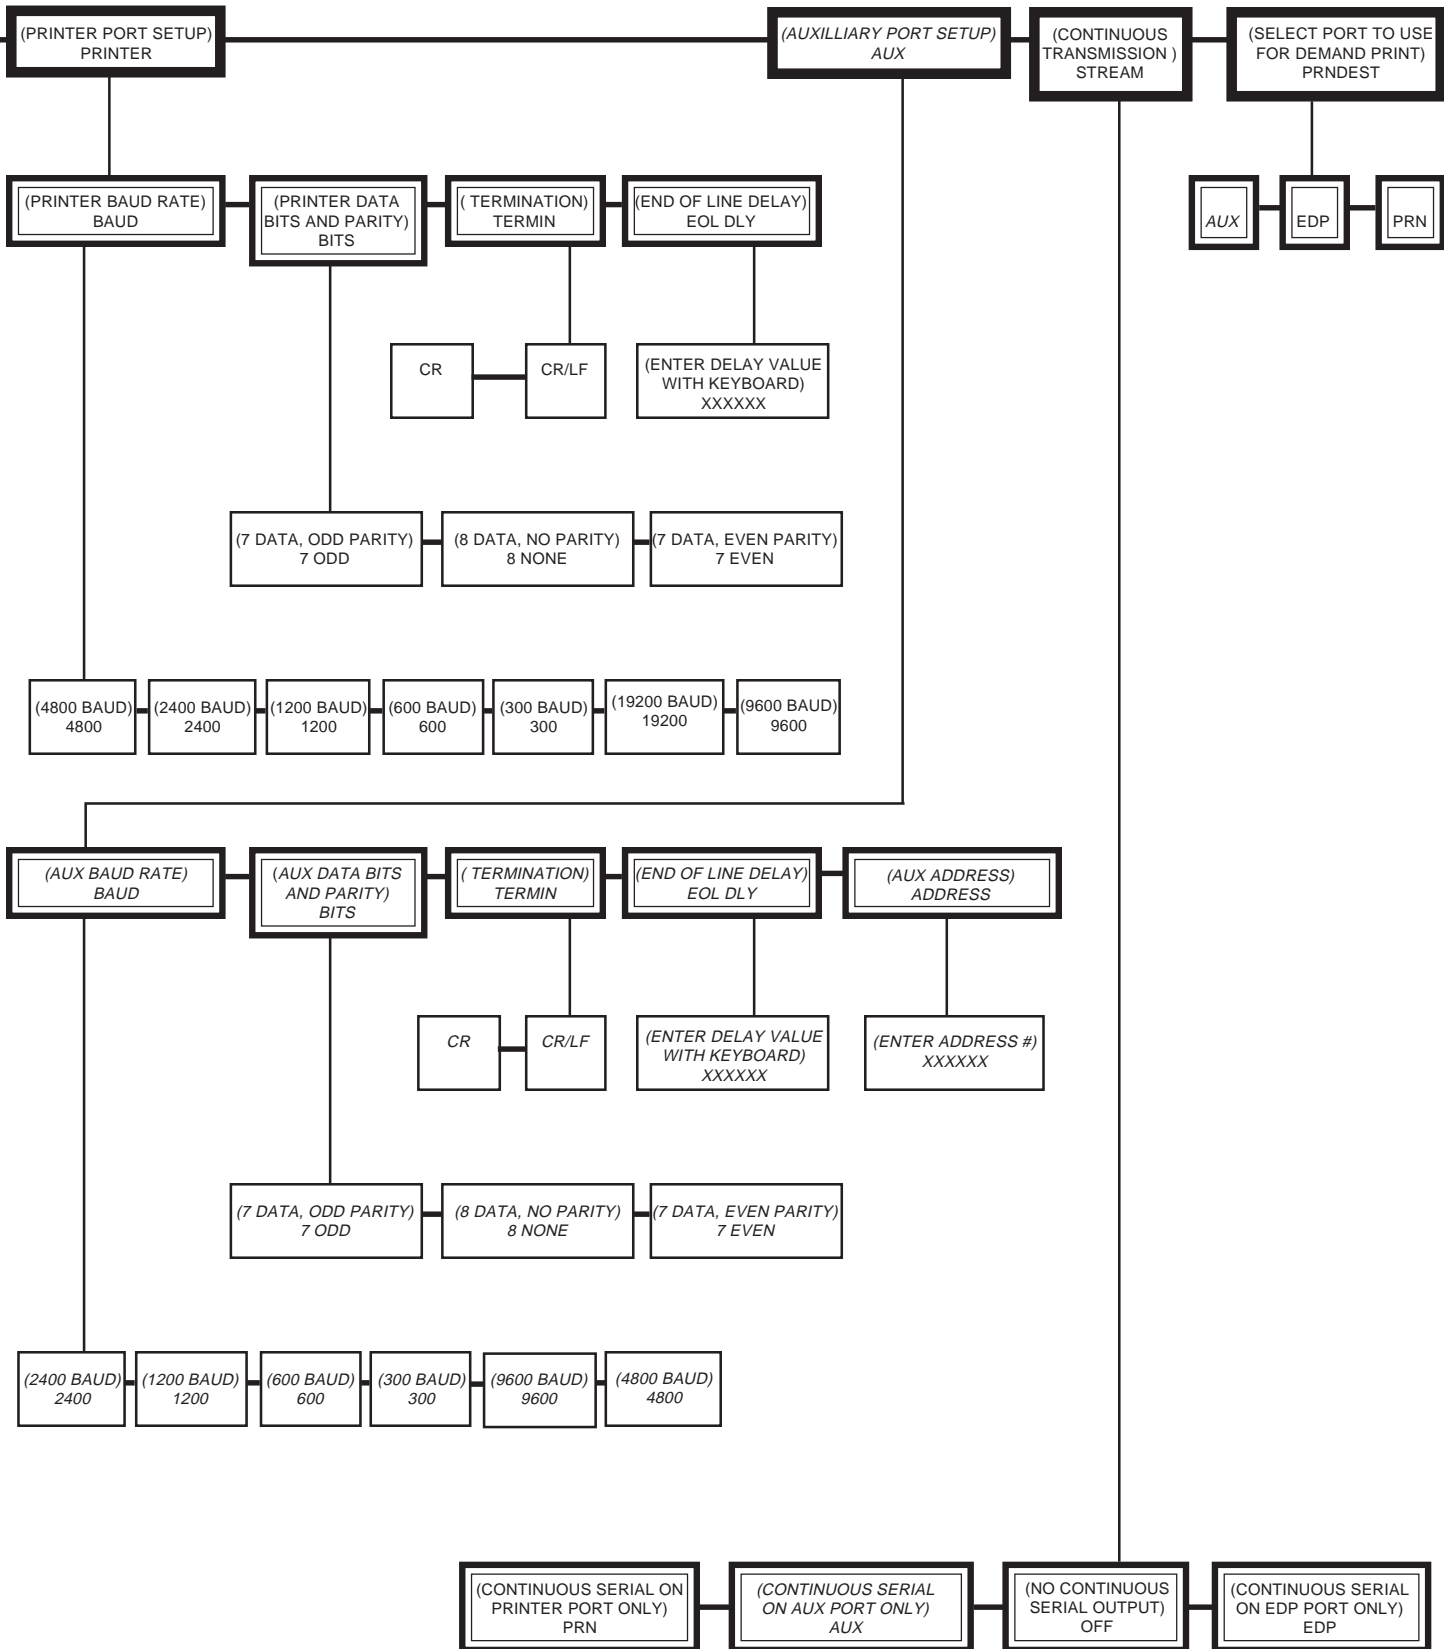 (PRINTER PORT SETUP)
PRINTER
(AUXILLIARY PORT SETUP)
AUX
(CONTINUOUS
TRANSMISSION )
STREAM
(SELECT PORT TO USE
FOR DEMAND PRINT)
PRNDEST
(PRINTER BAUD RATE)
BAUD
(PRINTER DATA
BITS AND PARITY)
BITS
( TERMINATION)
TERMIN
(END OF LINE DELAY)
EOL DLY
AUX
EDP
PRN
CR
CR/LF
(ENTER DELAY VALUE
WITH KEYBOARD)
XXXXXX
(7 DATA, ODD PARITY)
7 ODD
(8 DATA, NO PARITY)
8 NONE
(7 DATA, EVEN PARITY)
7 EVEN
(4800 BAUD)
4800
(2400 BAUD)
2400
(1200 BAUD)
1200
(600 BAUD)
600
(300 BAUD)
300
(19200 BAUD)
19200
(9600 BAUD)
9600
(AUX BAUD RATE)
BAUD
(AUX DATA BITS
AND PARITY)
BITS
( TERMINATION)
TERMIN
(END OF LINE DELAY)
EOL DLY
(AUX ADDRESS)
ADDRESS
CR
CR/LF
(ENTER DELAY VALUE
WITH KEYBOARD)
XXXXXX
(ENTER ADDRESS #)
XXXXXX
(7 DATA, ODD PARITY)
7 ODD
(8 DATA, NO PARITY)
8 NONE
(7 DATA, EVEN PARITY)
7 EVEN
(2400 BAUD)
2400
(1200 BAUD)
1200
(600 BAUD)
600
(300 BAUD)
300
(9600 BAUD)
9600
(4800 BAUD)
4800
(CONTINUOUS SERIAL ON
PRINTER PORT ONLY)
PRN
(CONTINUOUS SERIAL
ON AUX PORT ONLY)
AUX
(NO CONTINUOUS
SERIAL OUTPUT)
OFF
(CONTINUOUS SERIAL
ON EDP PORT ONLY)
EDP